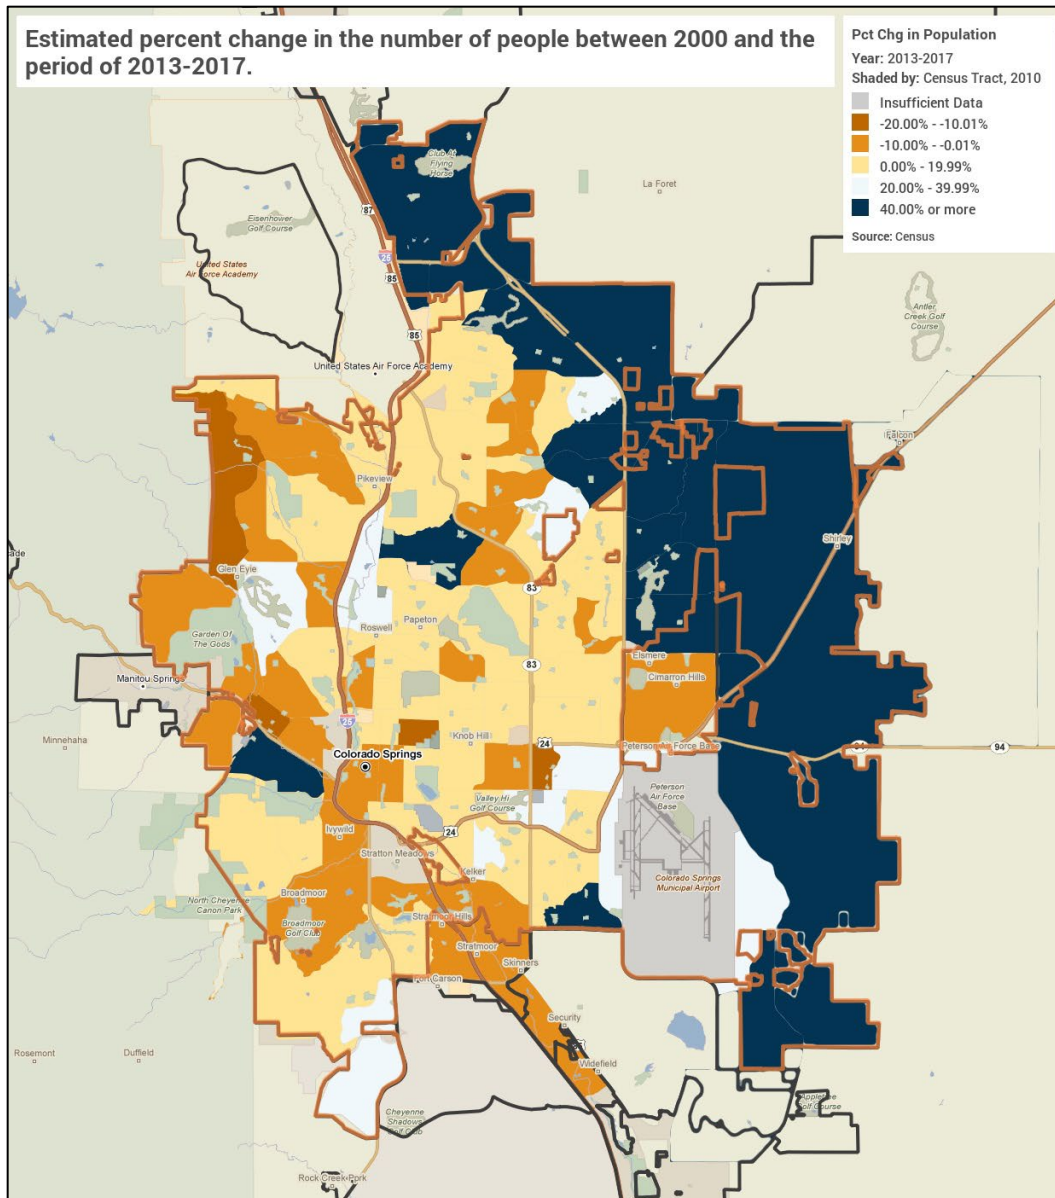 Estimated percent change in the number of people between 2000 and the
period of 2013-2017.
Pct Chg in Population
Year: 2013-2017
Shaded by: Census Tract, 2010
Insufficient Data
-20.00% - -10.01%
-10.00% - -0.01%
0.00% - 19.99%
20.00% - 39.99%
40.00% or more
Source: Census
Club At
Flying
Horse
La Foret
87
Eisenhower
Golf Course
25
United States
Air Force Academy
85
Antler
Creek Golf
Course
85
United States Air Force Academy
Falcon
Pikeview
Shirley
Glen Eyie
83
Garden Of
The Gods
Roswell
Papeton
83
Elsmere
Cimarron Hills
Manitou Springs
25
Minnehaha
Knob Hill
24
Peterson Air Force Base
94
94
Colorado Springs
Peterson
Air Force
Base
Valley Hi
Golf Course
Ivywild
24
Stratton Meadows
Kelker
Colorado Springs
Municipal Airport
North Cheyenne
Canon Park
Broadmoor
Broadmoor
Golf Club
Stratmoor Hills
Stratmoor
Skinners
Fort Carson
Security
Rosemont
Duffield
Widefield
Cheyenne
Shadows
Golf Club
Appletree
Golf Course
Rock Creek Park